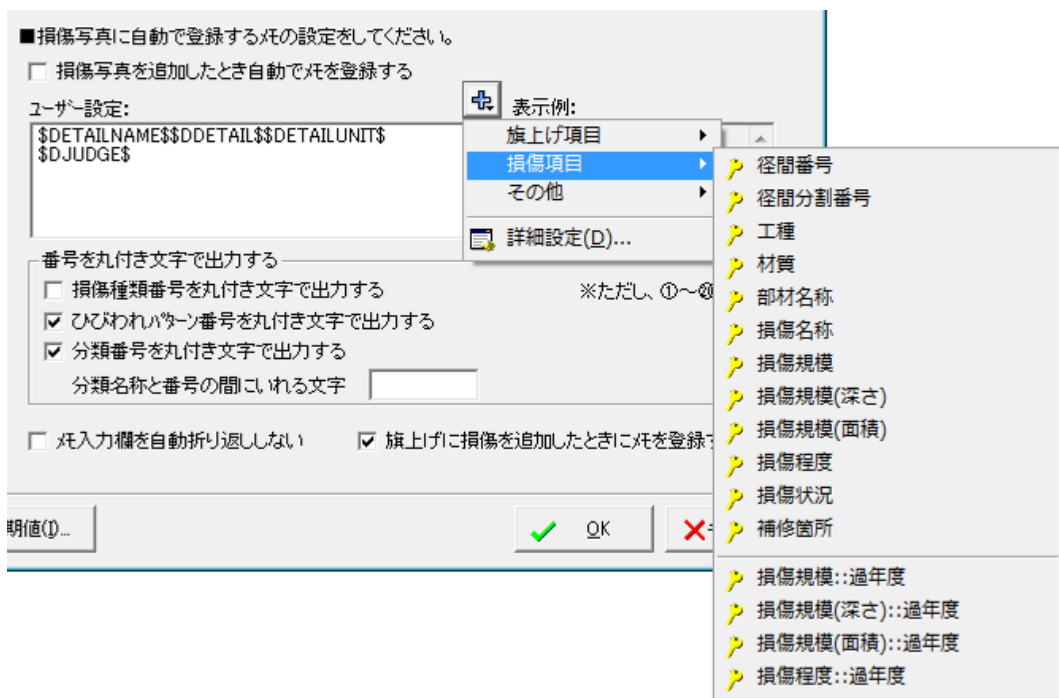 ■損傷写真に自動で登録するメモの設定をしてください。
損傷写真を追加したとき自動でメモを登録する
ユーザー設定:
表示例:
$DETAILNAME$$DDETAIL$$DETAILUNIT$
$DJUDGE$
旗上げ項目
損傷項目
その他
詳細設定(D)...
番号を丸付き文字で出力する
損傷種類番号を丸付き文字で出力する
※ただし、①～⑳
ひびわれパターン番号を丸付き文字で出力する
分類番号を丸付き文字で出力する
分類名称と番号の間にいれる文字
メモ入力欄を自動折り返ししない
旗上げに損傷を追加したときにメモを登録
期値(I)...
OK
径間番号
径間分割番号
工種
材質
部材名称
損傷名称
損傷規模
損傷規模(深さ)
損傷規模(面積)
損傷程度
損傷状況
補修箇所
損傷規模::過年度
損傷規模(深さ)::過年度
損傷規模(面積)::過年度
損傷程度::過年度